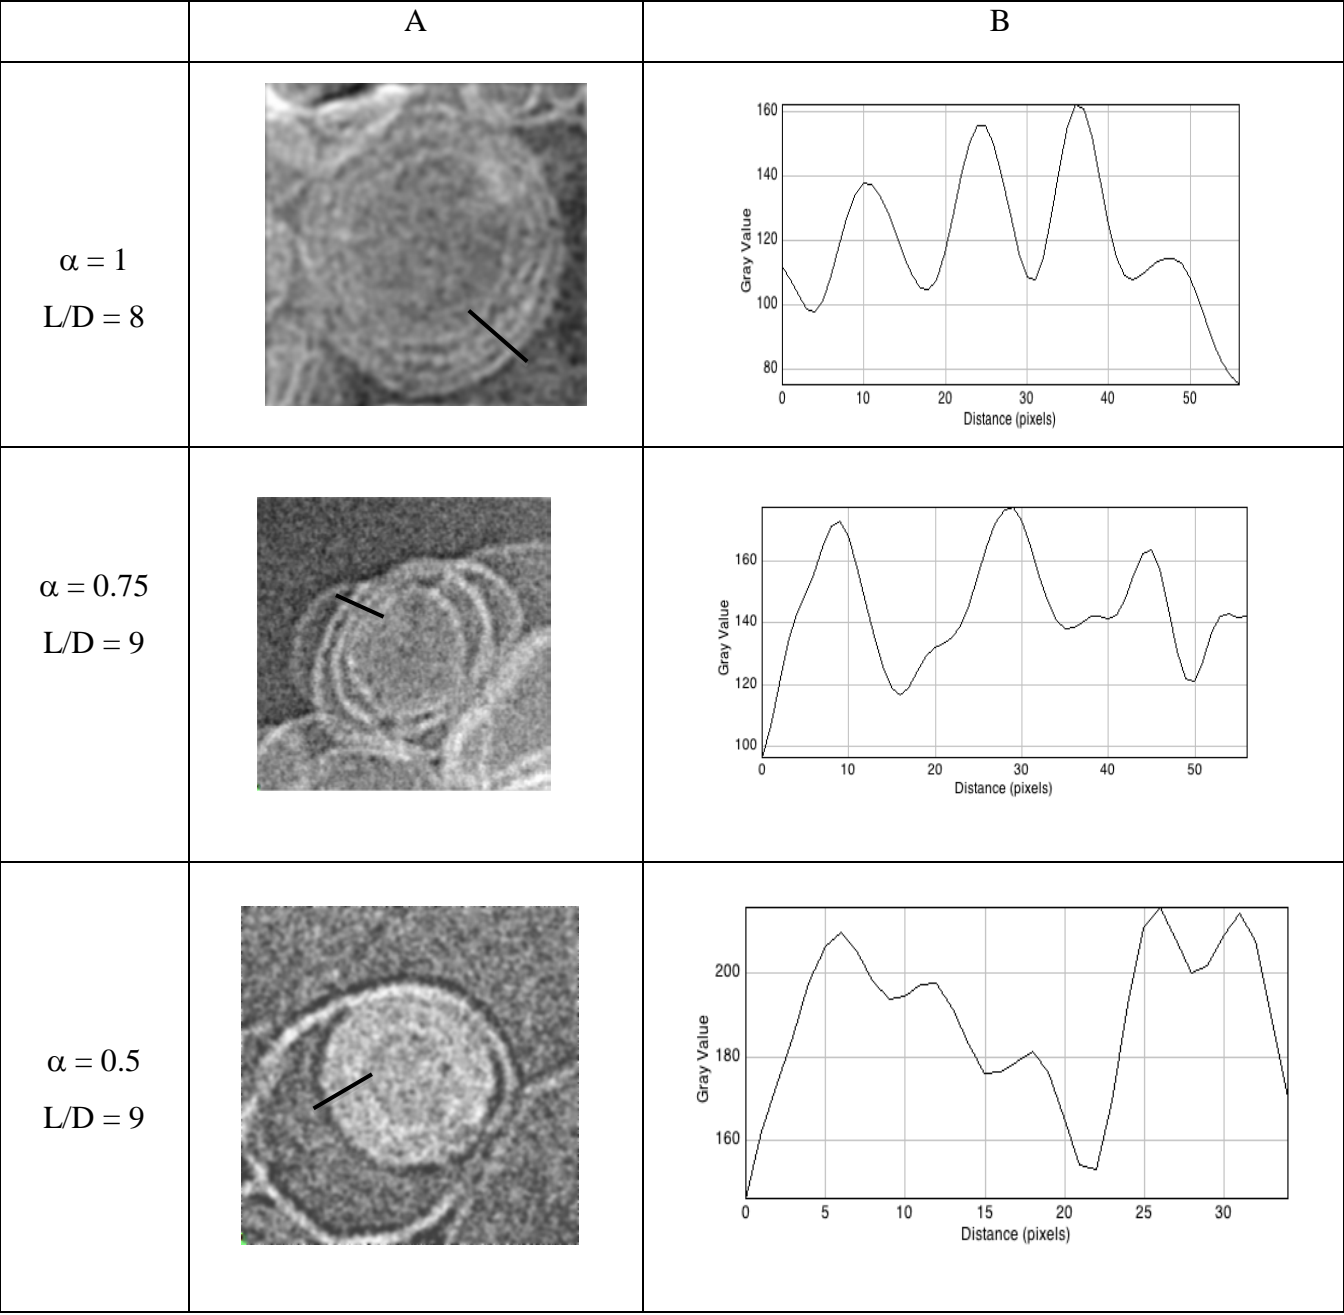 A
B
α = 1
L/D = 8
160
140
120
100
80
Gray Value
0 10 20 30 40 50
Distance (pixels)
α = 0.75
L/D = 9
160
140
120
100
Gray Value
0 10 20 30 40 50
Distance (pixels)
α = 0.5
L/D = 9
200
180
160
Gray Value
0 5 10 15 20 25 30
Distance (pixels)